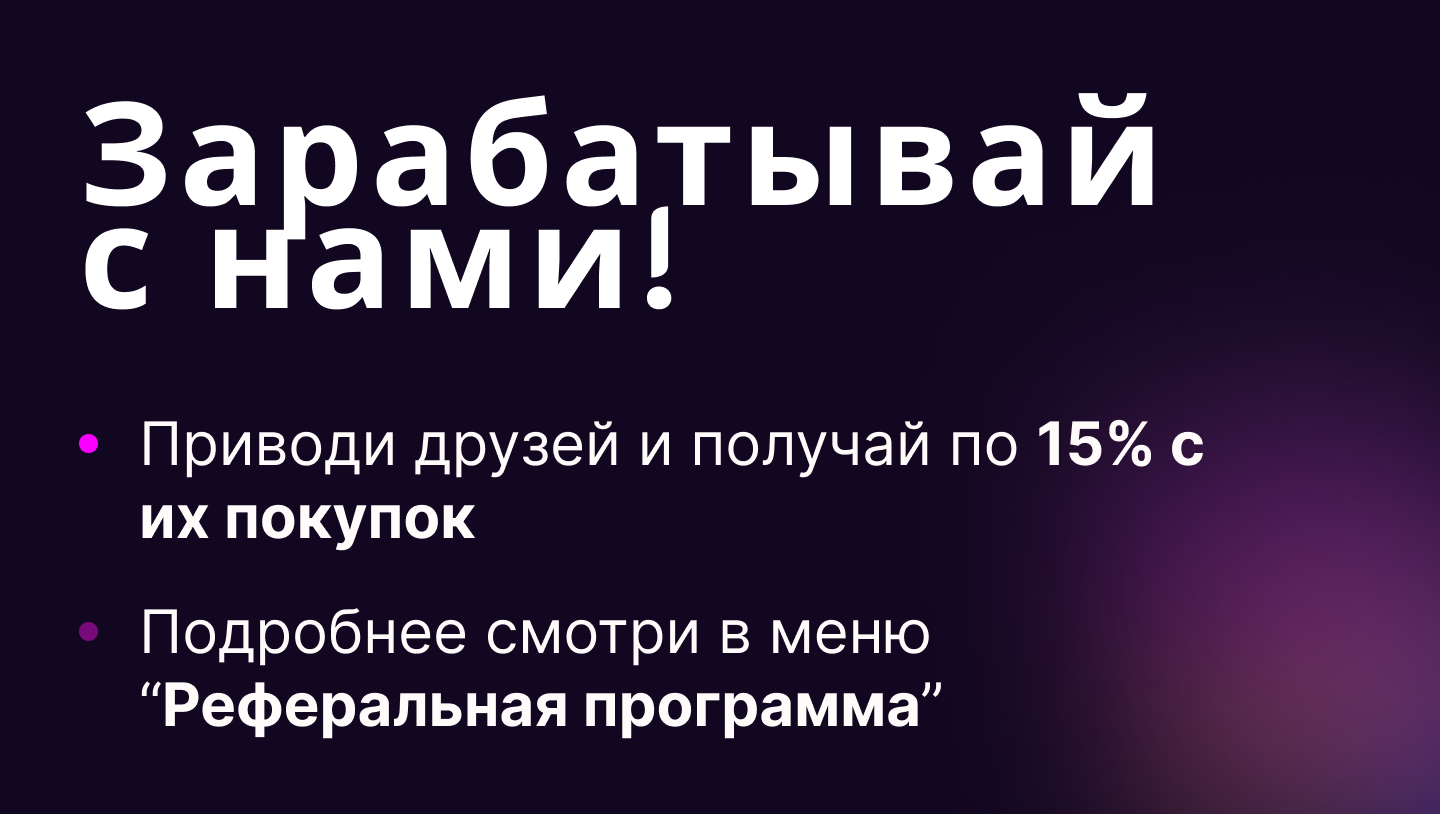 Зарабатывай
с нами!
Приводи друзей и получай по 15% с
их покупок
Подробнее смотри в меню
“Реферальная программа”